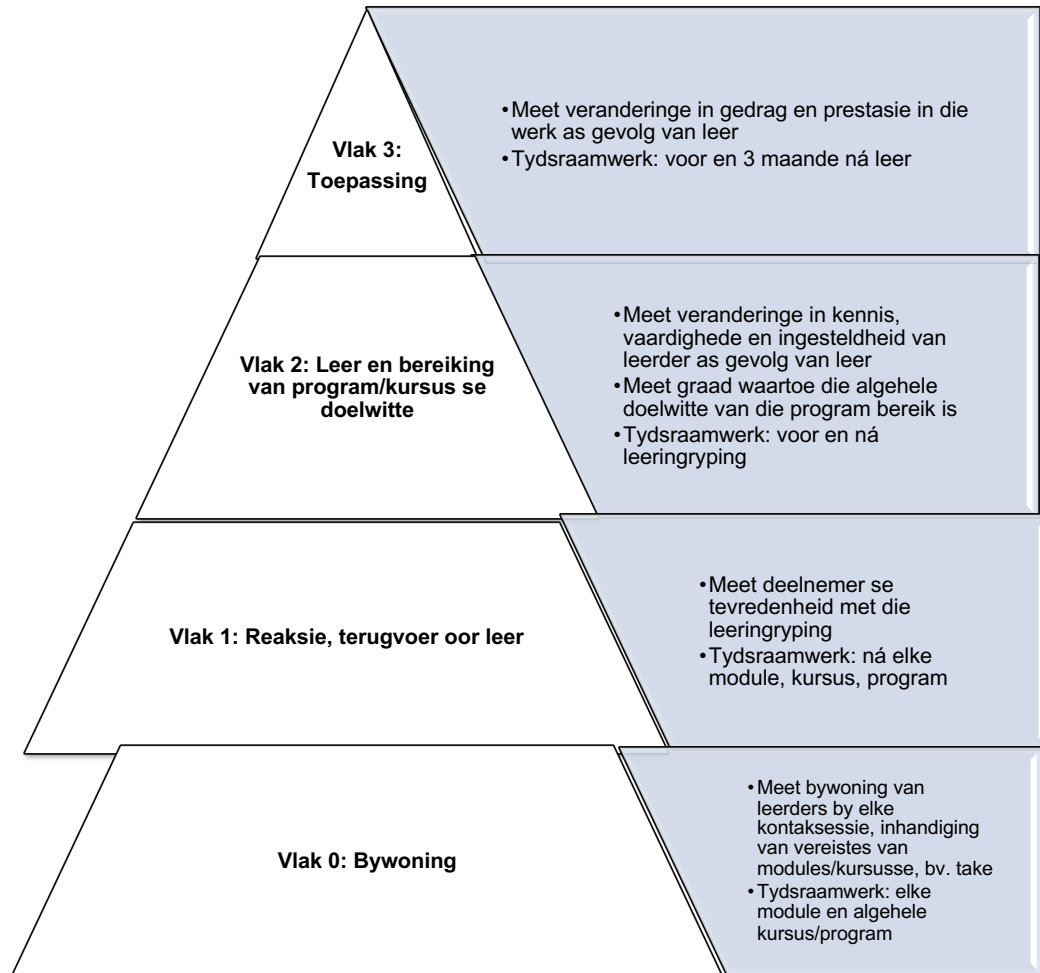 Vlak 3:
Toepassing
•Meet veranderinge in gedrag en prestasie in die
werk as gevolg van leer
•Tydsraamwerk: voor en 3 maande ná leer
Vlak 2: Leer en bereiking
van program/kursus se
doelwitte
•Meet veranderinge in kennis,
vaardighede en ingesteldheid van
leerder as gevolg van leer
•Meet graad waartoe die algehele
doelwitte van die program bereik is
•Tydsraamwerk: voor en ná
leeringryping
Vlak 1: Reaksie, terugvoer oor leer
•Meet deelnemer se
tevredenheid met die
leeringryping
•Tydsraamwerk: ná elke
module, kursus, program
Vlak 0: Bywoning
•Meet bywoning van
leerders by elke
kontaksessie, inhandiging
van vereistes van
modules/kursusse, bv. take
•Tydsraamwerk: elke
module en algehele
kursus/program